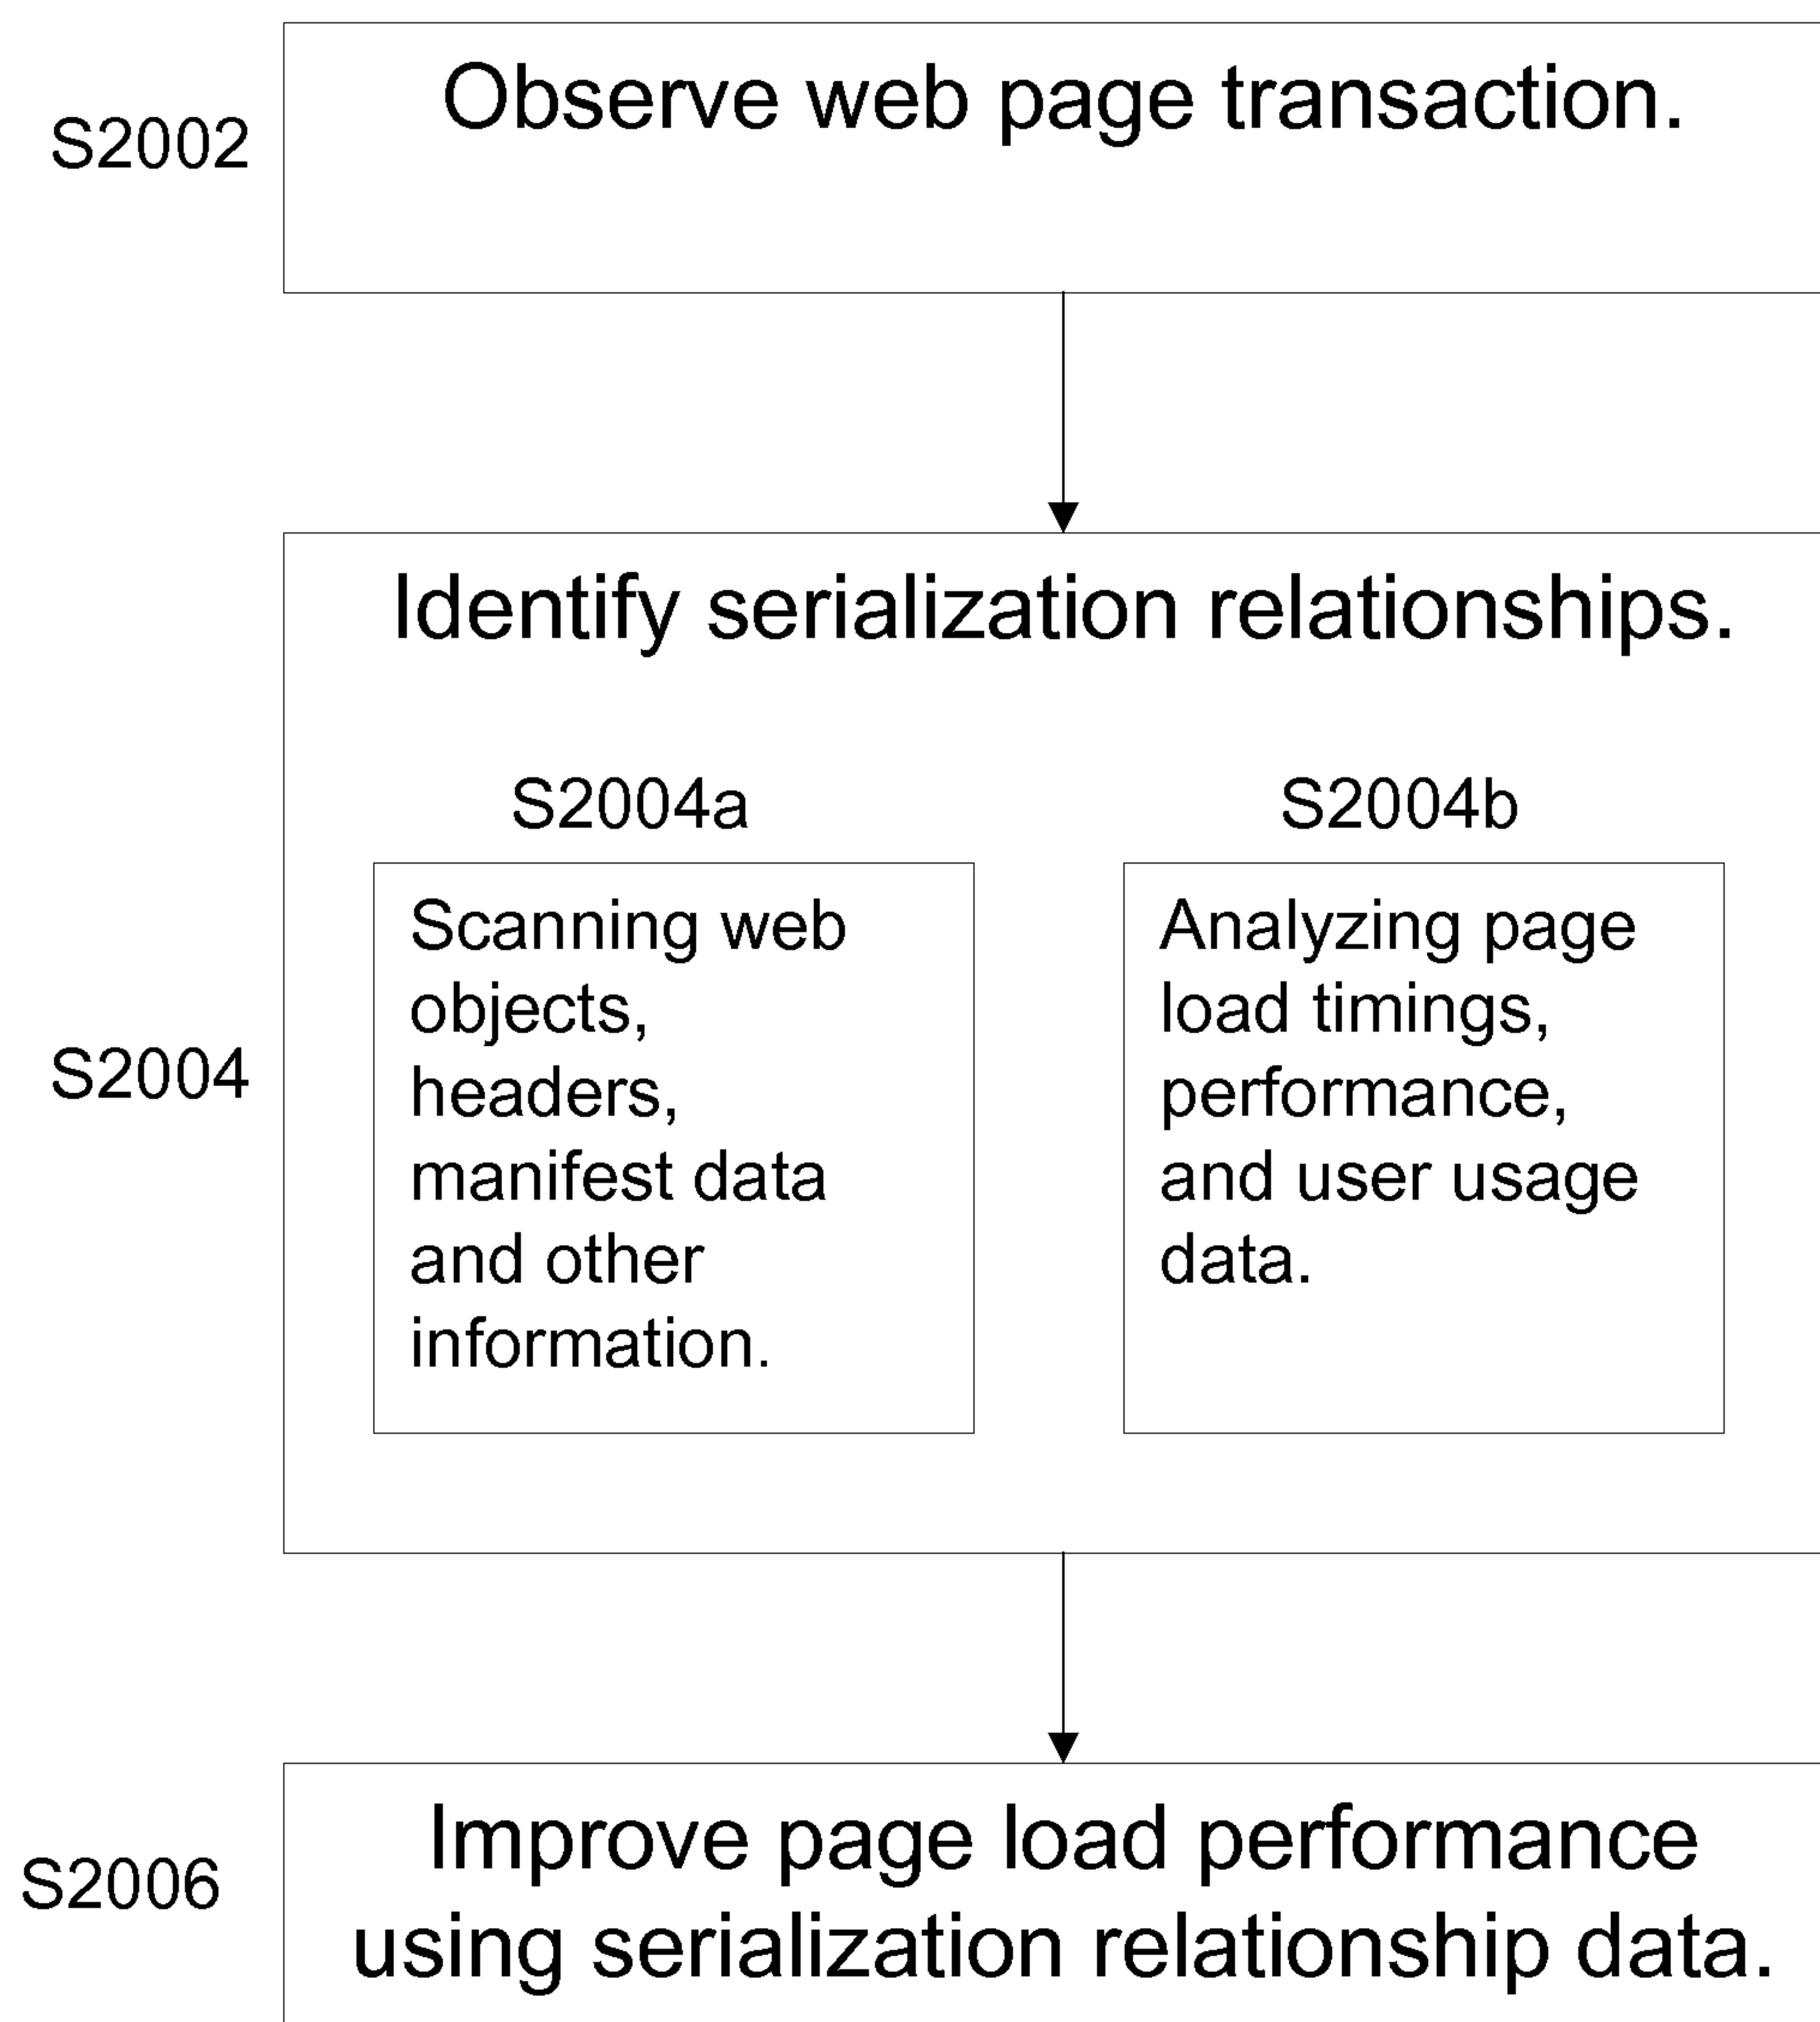 Observe web page transaction.
S2002
Identify serialization relationships.
S2004a
S2004b
Scanning web
objects,
headers,
manifest data
and other
information.
Analyzing page
load timings,
performance,
and user usage
data.
S2004
Improve page load performance
S2006
using serialization relationship data.